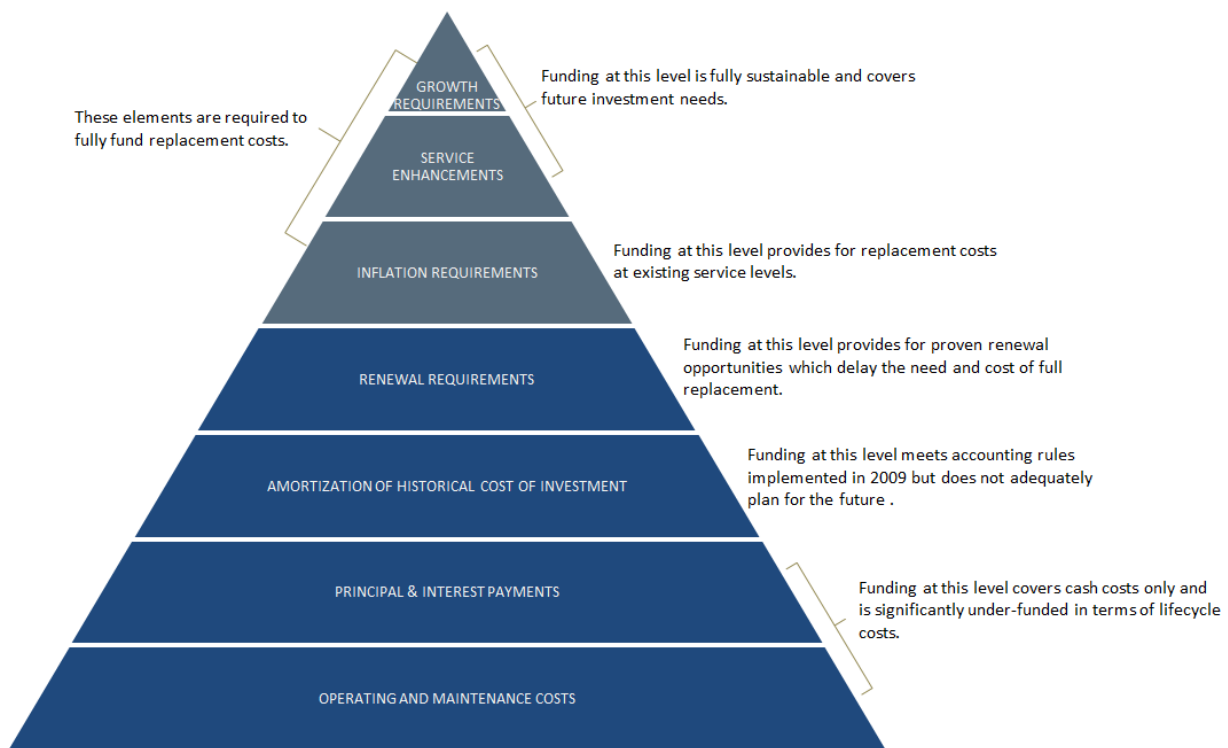 GROWTH
REQUIREMENTS
Funding at this level is fully sustainable and covers
future investment needs.
These elements are required to
fully fund replacement costs.
SERVICE
ENHANCEMENTS
INFLATION REQUIREMENTS
Funding at this level provides for replacement costs
at existing service levels.
RENEWAL REQUIREMENTS
Funding at this level provides for proven renewal
opportunities which delay the need and cost of full
replacement.
AMORTIZATION OF HISTORICAL COST OF INVESTMENT
Funding at this level meets accounting rules
implemented in 2009 but does not adequately
plan for the future .
PRINCIPAL & INTEREST PAYMENTS
Funding at this level covers cash costs only and
is significantly under-funded in terms of lifecycle
costs.
OPERATING AND MAINTENANCE COSTS